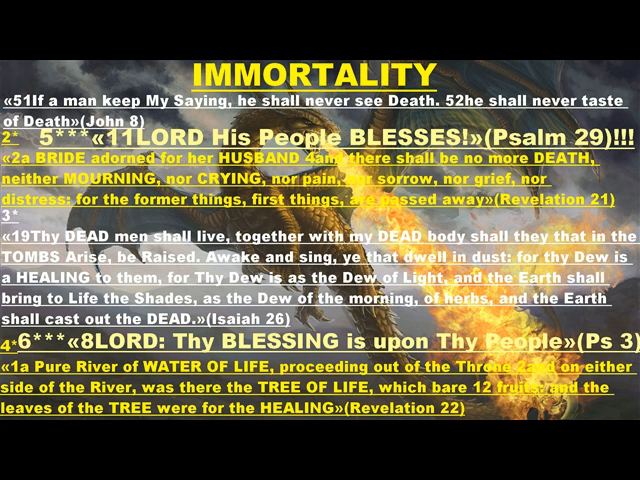 IMMORTALITY
«51If a man keep My Saying, he shall never see Death. 52he shall never taste
of Death»(John 8)
2* 5***«11LORD His People BLESSES!»(Psalm 29)!!!
«2a BRIDE adorned for her HUSBAND 4and there shall be no more DEATH,
neither MOURNING, nor CRYING, nor pain, nor sorrow, nor grief, nor
distress: for the former things, first things, are passed away»(Revelation 21)
3*
«19Thy DEAD men shall live, together with my DEAD body shall they that in the
TOMBS Arise, be Raised. Awake and sing, ye that dwell in dust: for thy Dew is
a HEALING to them, for Thy Dew is as the Dew of Light, and the Earth shall
bring to Life the Shades, as the Dew of the morning, of herbs, and the Earth
shall cast out the DEAD.»(Isaiah 26)
4*6***«8LORD: Thy BLESSING is upon Thy People»(Ps 3)
«1a Pure River of WATER OF LIFE, proceeding out of the Throne 2and on either
side of the River, was there the TREE OF LIFE, which bare 12 fruits: and the
leaves of the TREE were for the HEALING»(Revelation 22)